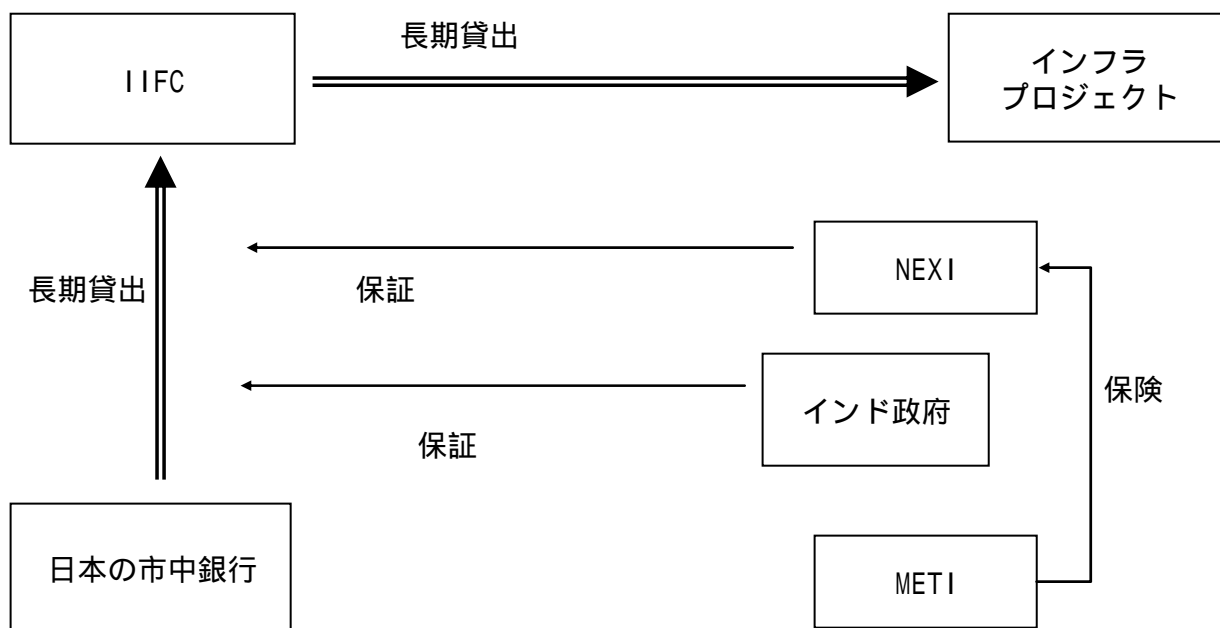 長期貸出
IIFC
インフラ
プロジェクト
NEXI
長期貸出
保証
インド政府
保険
保証
日本の市中銀行
METI